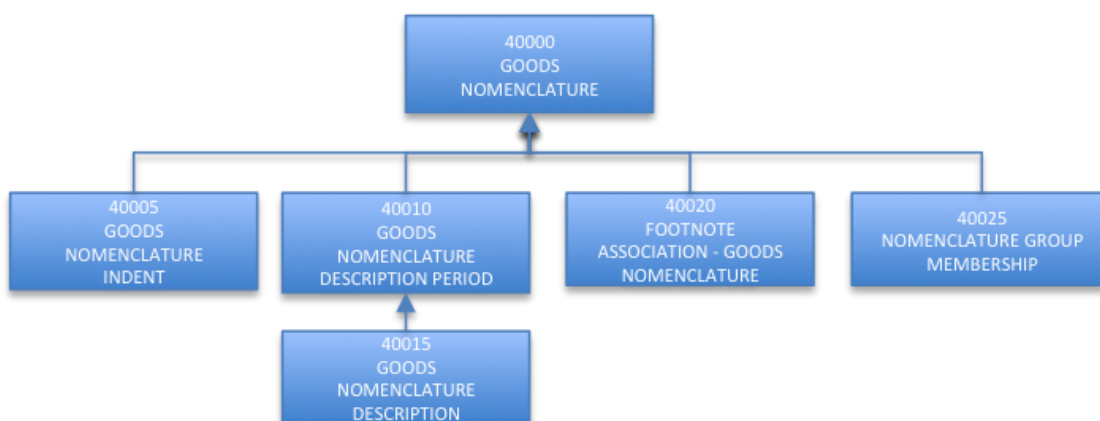 40000
GOODS
NOMENCLATURE
40005
GOODS
NOMENCLATURE
INDENT
40010
GOODS
NOMENCLATURE
DESCRIPTION PERIOD
40020
FOOTNOTE
ASSOCIATION - GOODS
NOMENCLATURE
40025
NOMENCLATURE GROUP
MEMBERSHIP
40015
GOODS
NOMENCLATURE
DESCRIPTION